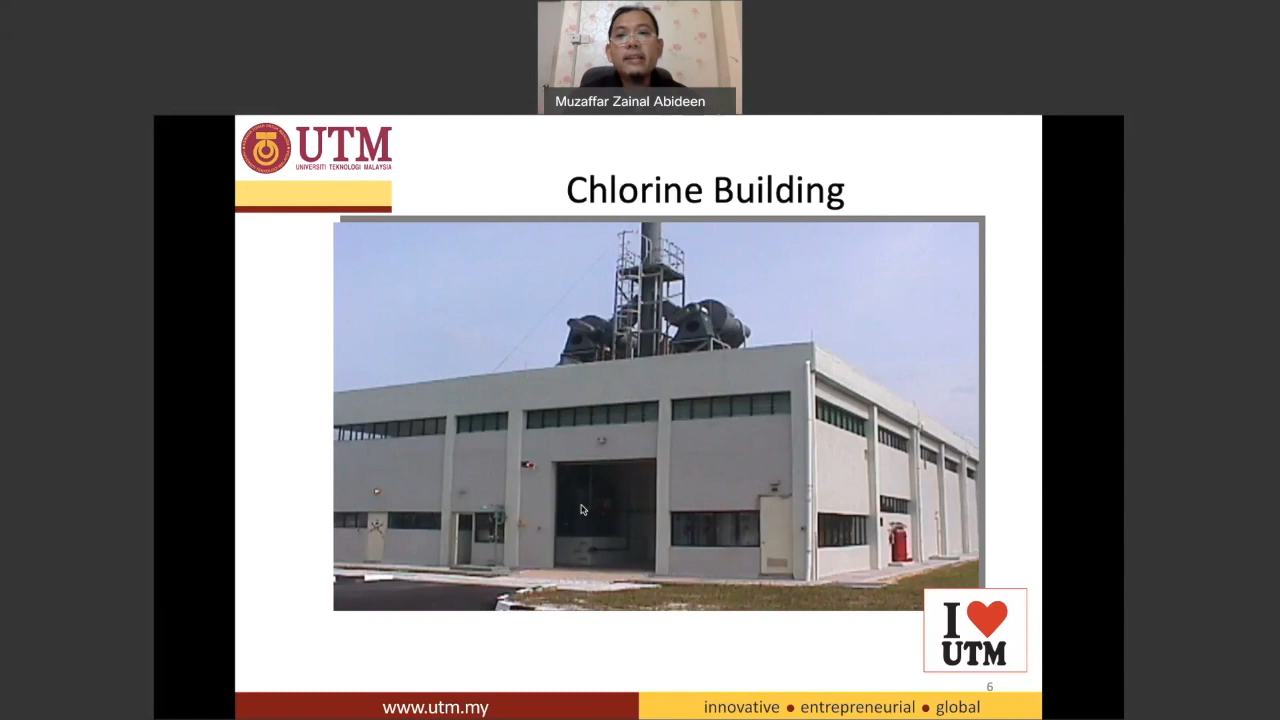 Muzaffar Zainal Abideen
UTM
UNIVERSITI TEKNOLOGI MALAYSIA
Chlorine Building
I ❤
UTM
6
www.utm.my
innovative ● entrepreneurial ● global